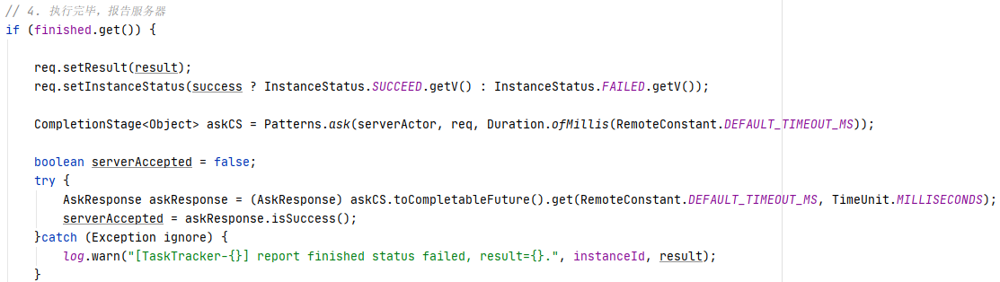 // 4. 执行完毕，报告服务器
if (finished.get()) {
req.setResult(result);
req.setInstanceStatus(success ? InstanceStatus.SUCCEED.getV() : InstanceStatus.FAILED.getV());
CompletionStage<Object> askCS = Patterns.ask(serverActor, req, Duration.ofMillis(RemoteConstant.DEFAULT_TIMEOUT_MS));
boolean serverAccepted = false;
try {
AskResponse askResponse = (AskResponse) askCS.toCompletableFuture().get(RemoteConstant.DEFAULT_TIMEOUT_MS, TimeUnit.MILLISECONDS);
serverAccepted = askResponse.isSuccess();
}catch (Exception ignore) {
log.warn("[TaskTracker-{}] report finished status failed, result={}.", instanceId, result);
}